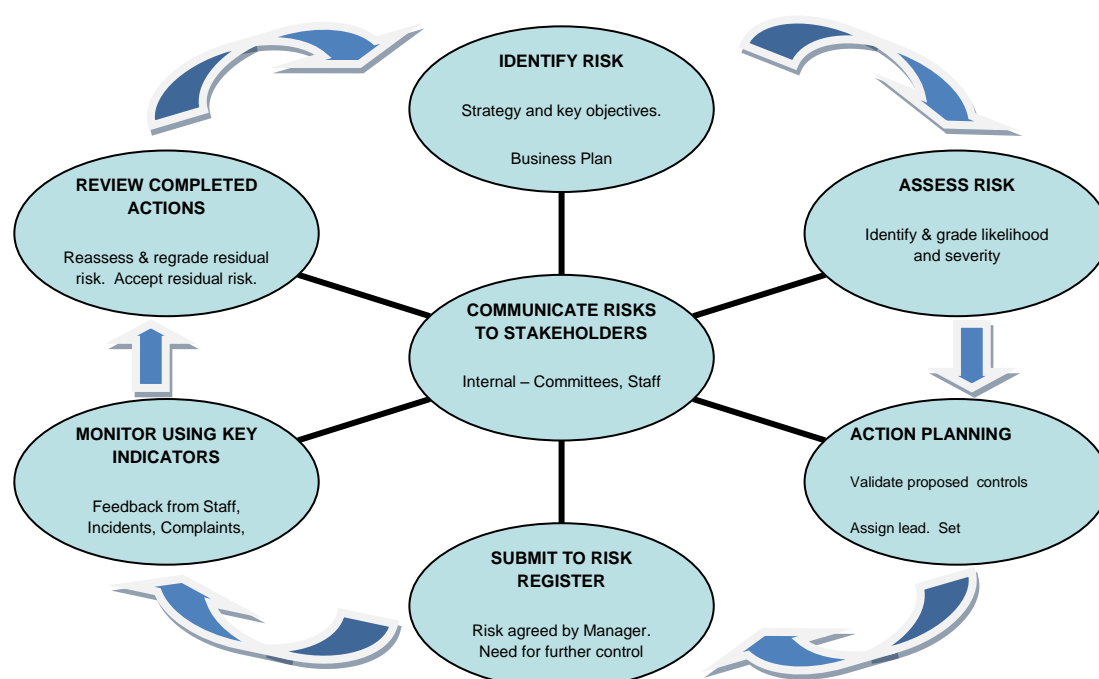 IDENTIFY RISK
Strategy and key objectives.
Business Plan
ASSESS RISK
Identify & grade likelihood
and severity
ACTION PLANNING
Validate proposed controls
Assign lead. Set
SUBMIT TO RISK
REGISTER
Risk agreed by Manager.
Need for further control
MONITOR USING KEY
INDICATORS
Feedback from Staff,
Incidents, Complaints,
REVIEW COMPLETED
ACTIONS
Reassess & regrade residual
risk. Accept residual risk.
COMMUNICATE RISKS
TO STAKEHOLDERS
Internal – Committees, Staff